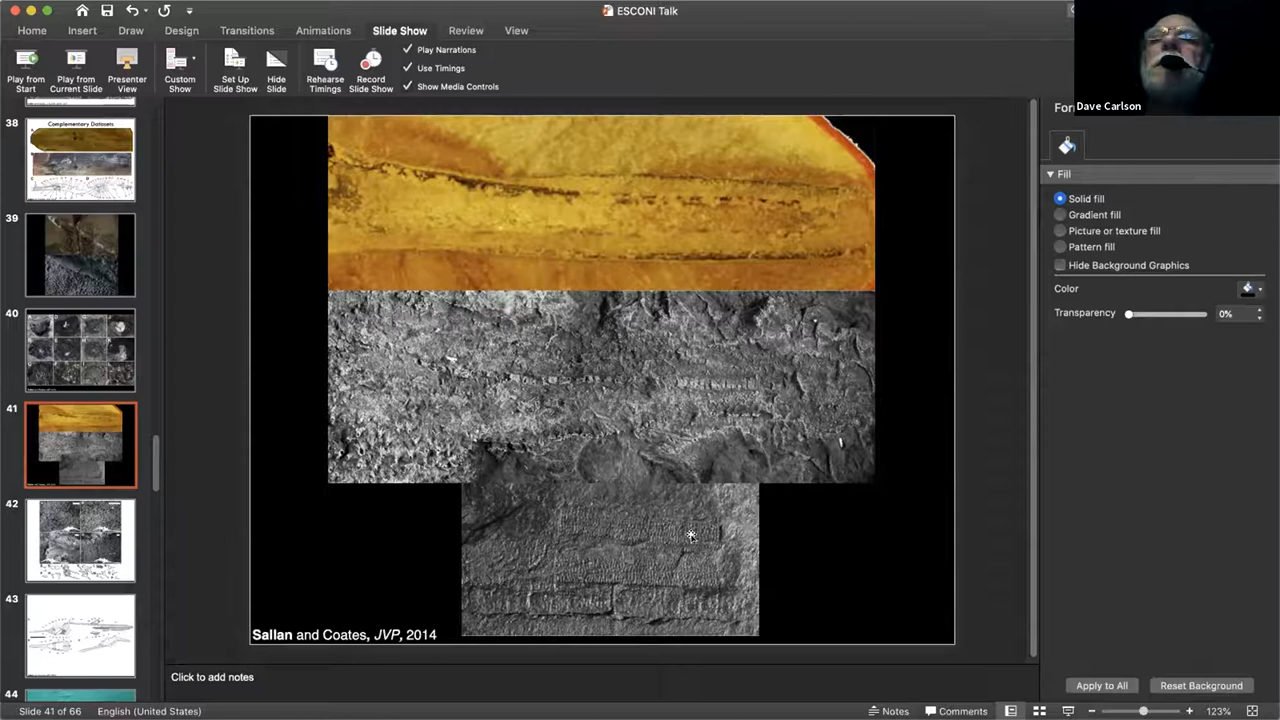 ESCONI Talk
Home Insert Draw Design Transitions Animations Slide Show Review View
Play from Start
Play from Current Slide
Presenter View
Custom Show
Set Up Slide Show
Hide Slide
Rehearse Timings
Record Slide Show
Play Narrations
Use Timings
Show Media Controls
Dave Carlson
38
Complementary Datasets
39
40
41
42
43
44
Sallan and Coates, JVP, 2014
Click to add notes
For
Fill
Solid fill
Gradient fill
Picture or texture fill
Pattern fill
Hide Background Graphics
Color
Transparency 0%
Apply to All Reset Background
Slide 41 of 66 English (United States) Notes Comments 123%